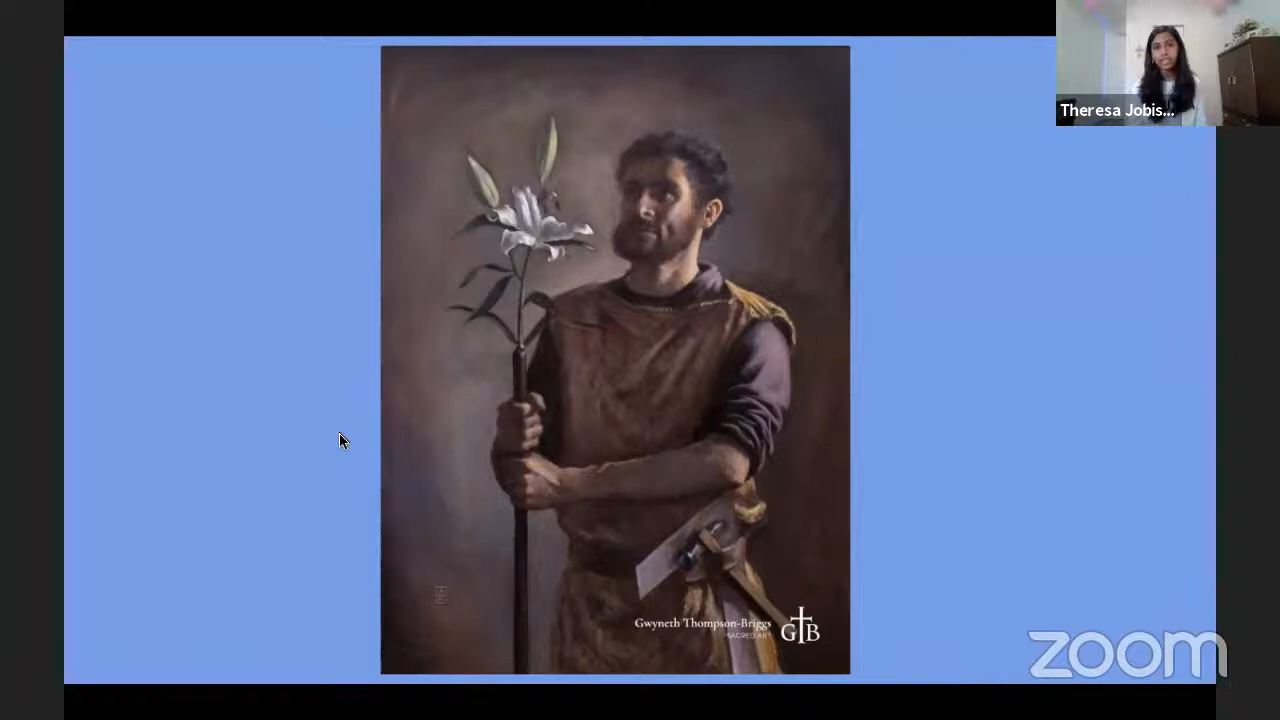 Theresa Jobis...
Gwyneth Thompson-Briggs
SACRED ART
GTB
zoom